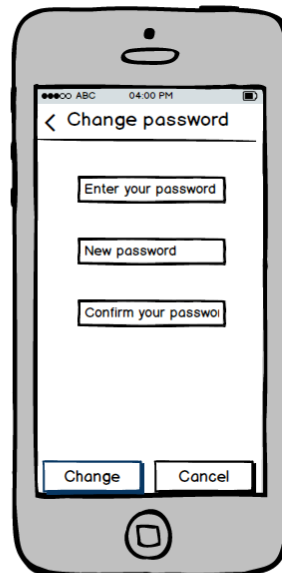 ABC 04:00 PM
Change password
Enter your password
New password
Confirm your passwo
Change Cancel